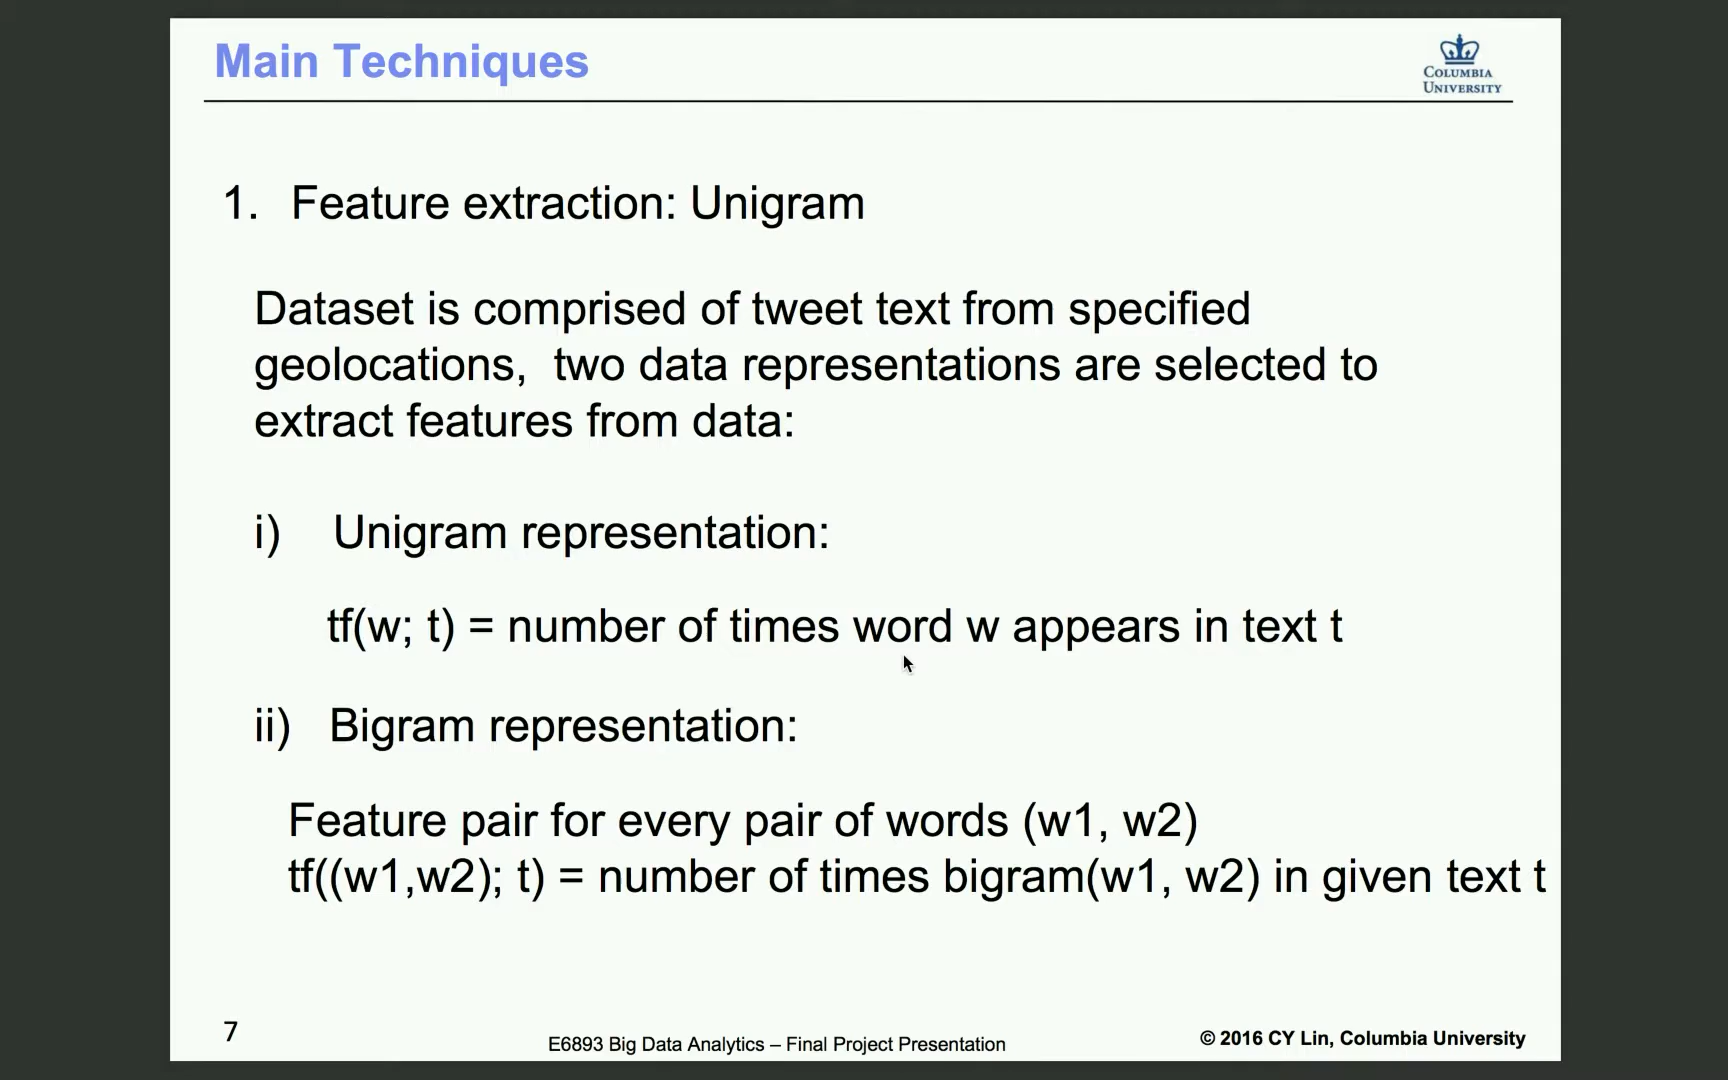 Main Techniques
COLUMBIA
UNIVERSITY
1. Feature extraction: Unigram
Dataset is comprised of tweet text from specified
geolocations, two data representations are selected to
extract features from data:
i) Unigram representation:
tf(w; t) = number of times word w appears in text t
ii) Bigram representation:
Feature pair for every pair of words (w1, w2)
tf((w1,w2); t) = number of times bigram(w1, w2) in given text t
7
E6893 Big Data Analytics – Final Project Presentation
© 2016 CY Lin, Columbia University